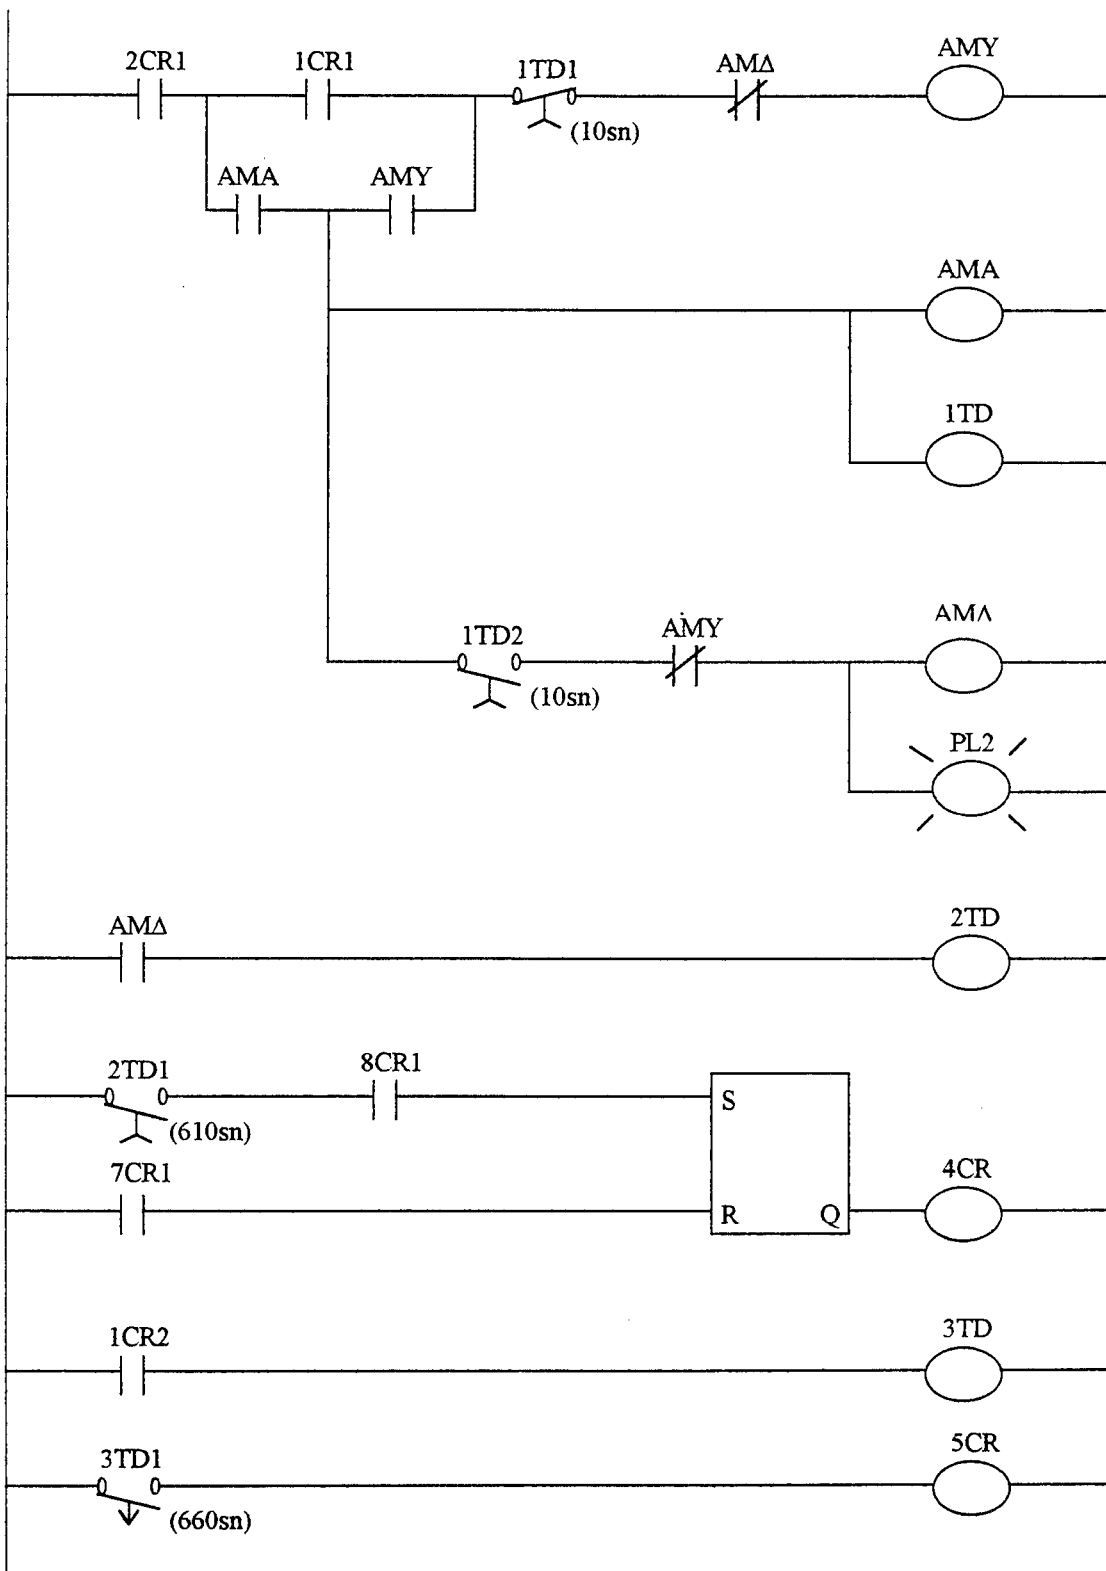 2CR1 1CR1 1TD1 AMΔ AMY
(10sn)
AMA AMY
AMA
1TD
1TD2 AMY AMΔ
(10sn)
PL2
AMΔ 2TD
2TD1 8CR1
S
(610sn)
7CR1 4CR
R Q
1CR2 3TD
3TD1 5CR
(660sn)